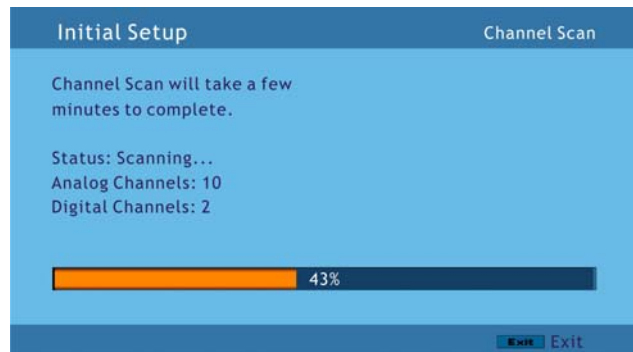 Initial Setup
Channel Scan
Channel Scan will take a few
minutes to complete.
Status: Scanning...
Analog Channels: 10
Digital Channels: 2
43%
Exit Exit